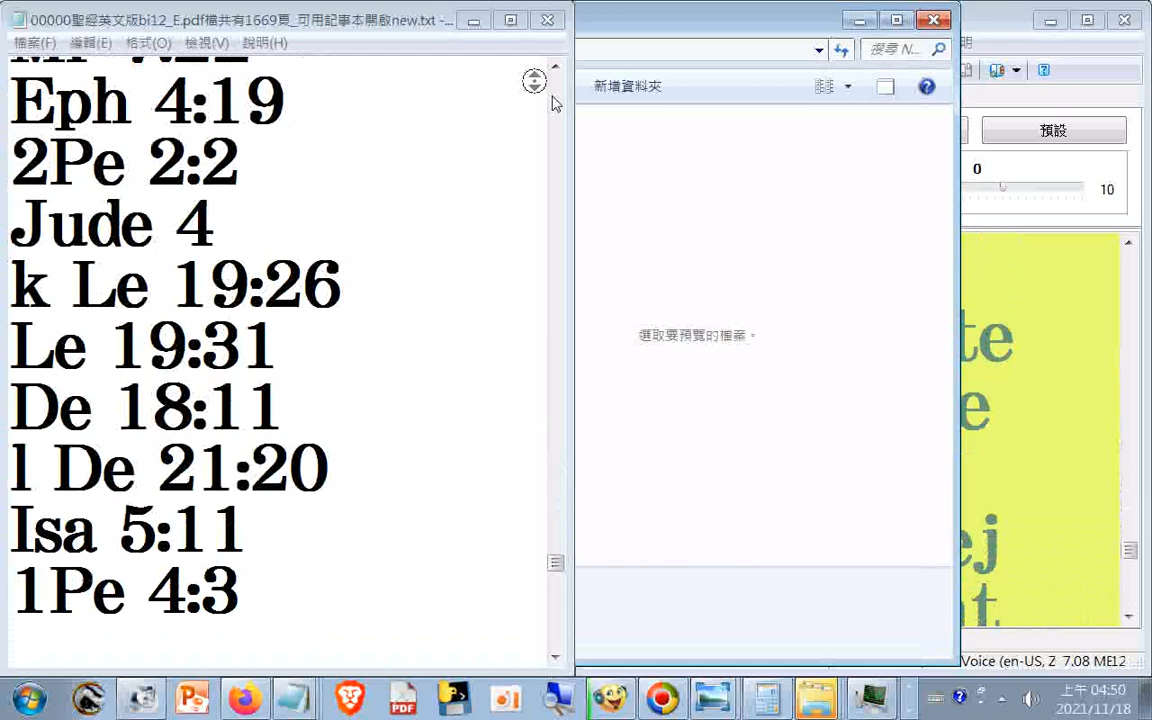 00000聖經英文版bi12_E.pdf檔共有1669頁_可用記事本開啟new.txt -...
檔案(F) 編輯(E) 格式(O) 檢視(V) 說明(H)
Eph 4:19
2Pe 2:2
Jude 4
k Le 19:26
Le 19:31
De 18:11
l De 21:20
Isa 5:11
1Pe 4:3
搜尋 N...
新增資料夾
選取要預覽的檔案。
明
預設
0
10
te
e
ej
t.
Voice (en-US, Z 7.08 ME12
PDF
上午 04:50
2021/11/18